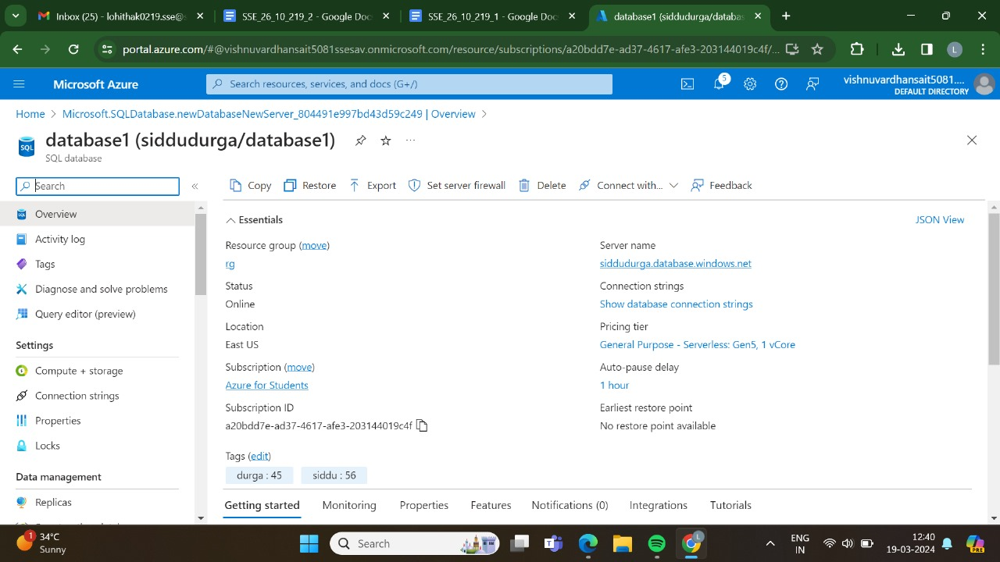 Inbox (25) - lohithak0219.sse@s
SSE_26_10_219_2 - Google Doc
SSE_26_10_219_1 - Google Doc
database1 (siddudurga/databas
portal.azure.com/#@vishnuvardhansait5081ssesav.onmicrosoft.com/resource/subscriptions/a20bdd7e-ad37-4617-afe3-203144019c4f/...
L
Microsoft Azure
Search resources, services, and docs (G+/)
5
vishnuvardhansait5081....
DEFAULT DIRECTORY
Home > Microsoft.SQLDatabase.newDatabaseNewServer_804491e997bd43d59c249 | Overview >
SQL
database1 (siddudurga/database1)
...
SQL database
Search
«
Copy Restore Export Set server firewall Delete Connect with... Feedback
Overview
Activity log
Tags
Diagnose and solve problems
Query editor (preview)
Settings
Compute + storage
Connection strings
Properties
Locks
Data management
Replicas
Essentials
JSON View
Resource group (move)
rg
Status
Online
Location
East US
Subscription (move)
Azure for Students
Subscription ID
a20bdd7e-ad37-4617-afe3-203144019c4f
Server name
siddudurga.database.windows.net
Connection strings
Show database connection strings
Pricing tier
General Purpose - Serverless: Gen5, 1 vCore
Auto-pause delay
1 hour
Earliest restore point
No restore point available
Tags (edit)
durga : 45 siddu : 56
Getting started Monitoring Properties Features Notifications (0) Integrations Tutorials
1
34°C
Sunny
Search
L
ENG
IN
12:40
19-03-2024
PRE